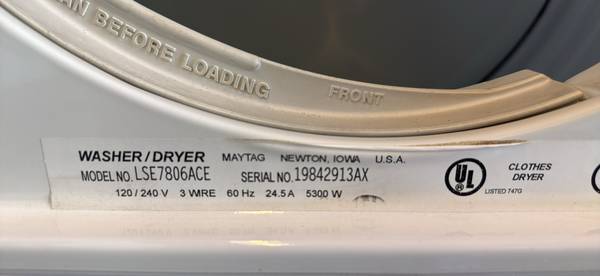 AN BEFORE LOADING
FRONT
WASHER/DRYER MAYTAG NEWTON, IOWA U.S.A.
MODEL NO. LSE7806ACE SERIAL NO. 19842913AX
120/240 V 3 WIRE 60 Hz 24.5 A 5300 W
UL
LISTED 747G
CLOTHES
DRYER